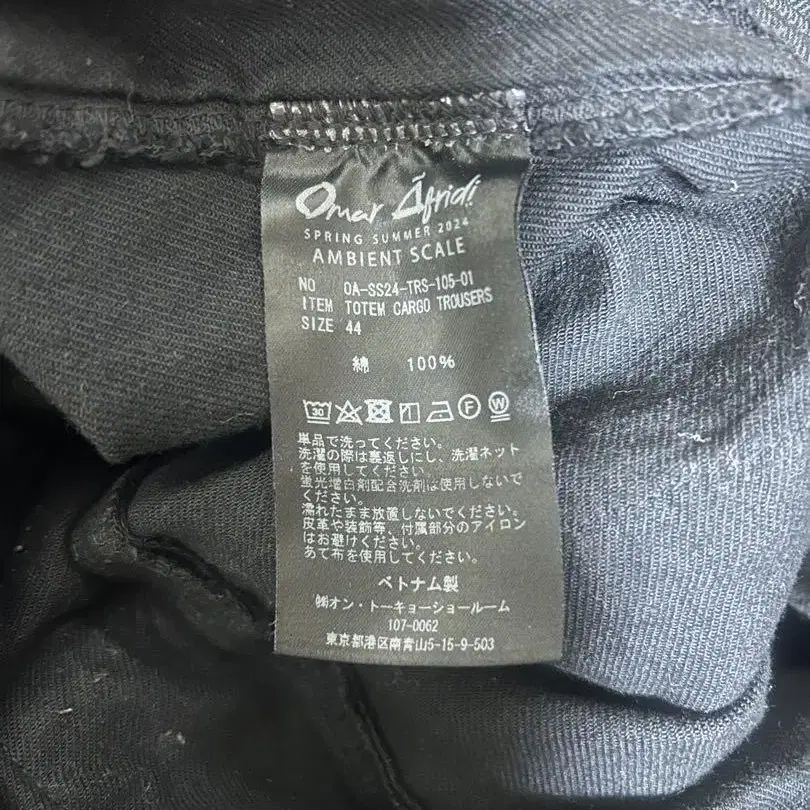 Omar Afridi
SPRING SUMMER 2024
AMBIENT SCALE
NO OA-SS24-TRS-105-01
ITEM TOTEM CARGO TROUSERS
SIZE 44
綿 100%
30 F W
単品で洗ってください。
洗濯の際は裏返しにし、洗濯ネット
を使用してください。
蛍光増白剤配合洗剤は使用しないで
ください。
濡れたまま放置しないでください。
皮革や装飾等、付属部分のアイロン
はお避けください。
あて布を使用してください。
ベトナム製
㈱オン・トーキョーショールーム
107-0062
東京都港区南青山5-15-9-503